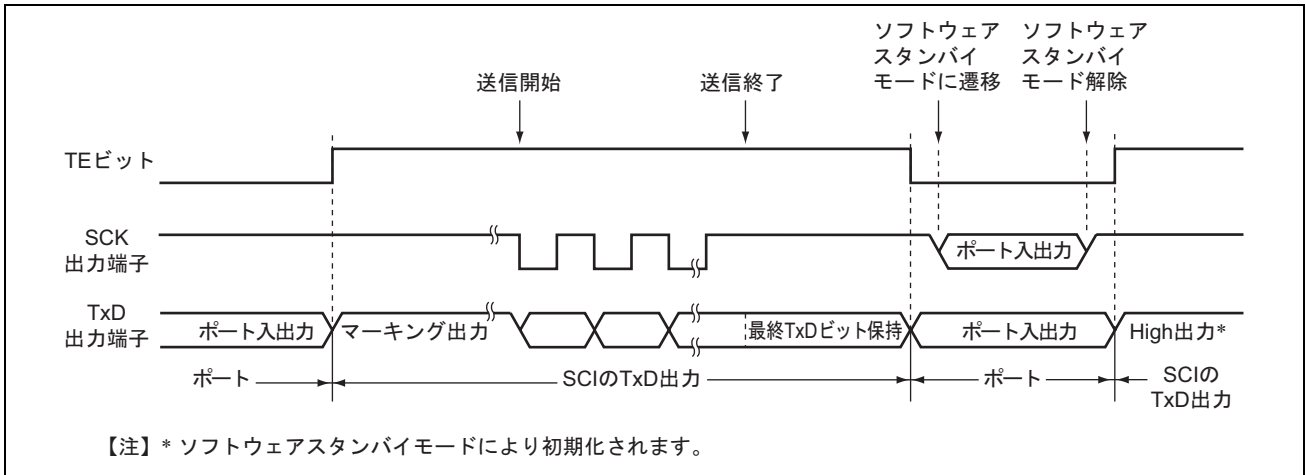 ソフトウェア
スタンバイ
モードに遷移
ソフトウェア
スタンバイ
モード解除
送信開始
送信終了
TEビット
SCK
出力端子
ポート入出力
TxD
出力端子
ポート入出力
マーキング出力
最終TxDビット保持
ポート入出力
High出力*
ポート
SCIのTxD出力
ポート
SCIの
TxD出力
【注】* ソフトウェアスタンバイモードにより初期化されます。